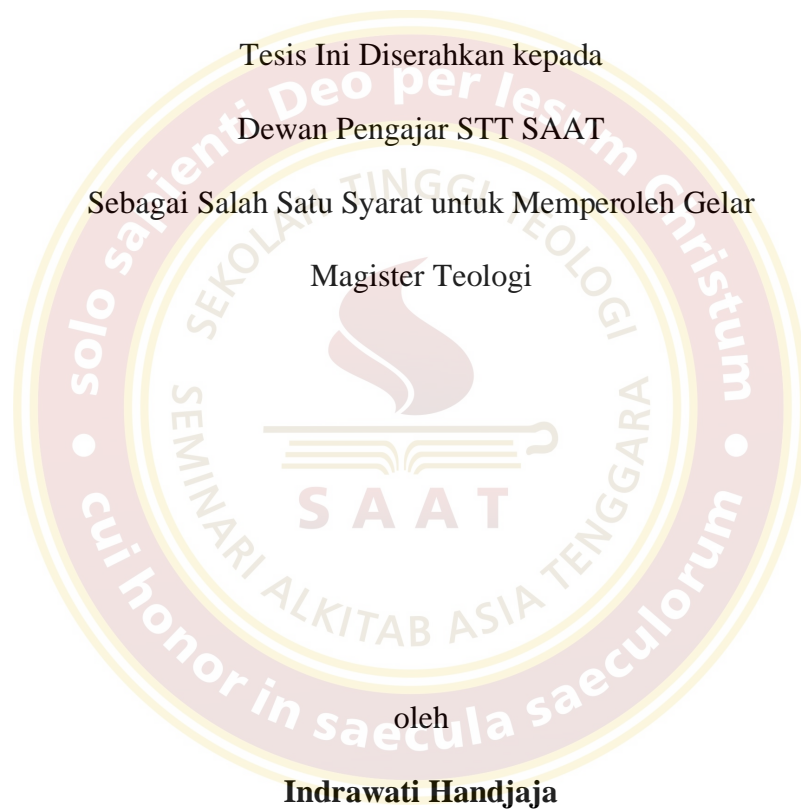 Tesis Ini Diserahkan kepada
Dewan Pengajar STT SAAT
Sebagai Salah Satu Syarat untuk Memperoleh Gelar
Magister Teologi
solo sapienti Deo per Iesum Christum
SEKOLAH TINGGI TEOLOGI
SAAT
SEMINARI ALKITAB ASIA TENGGARA
cui honor in saecula saeculorum
oleh
Indrawati Handjaja